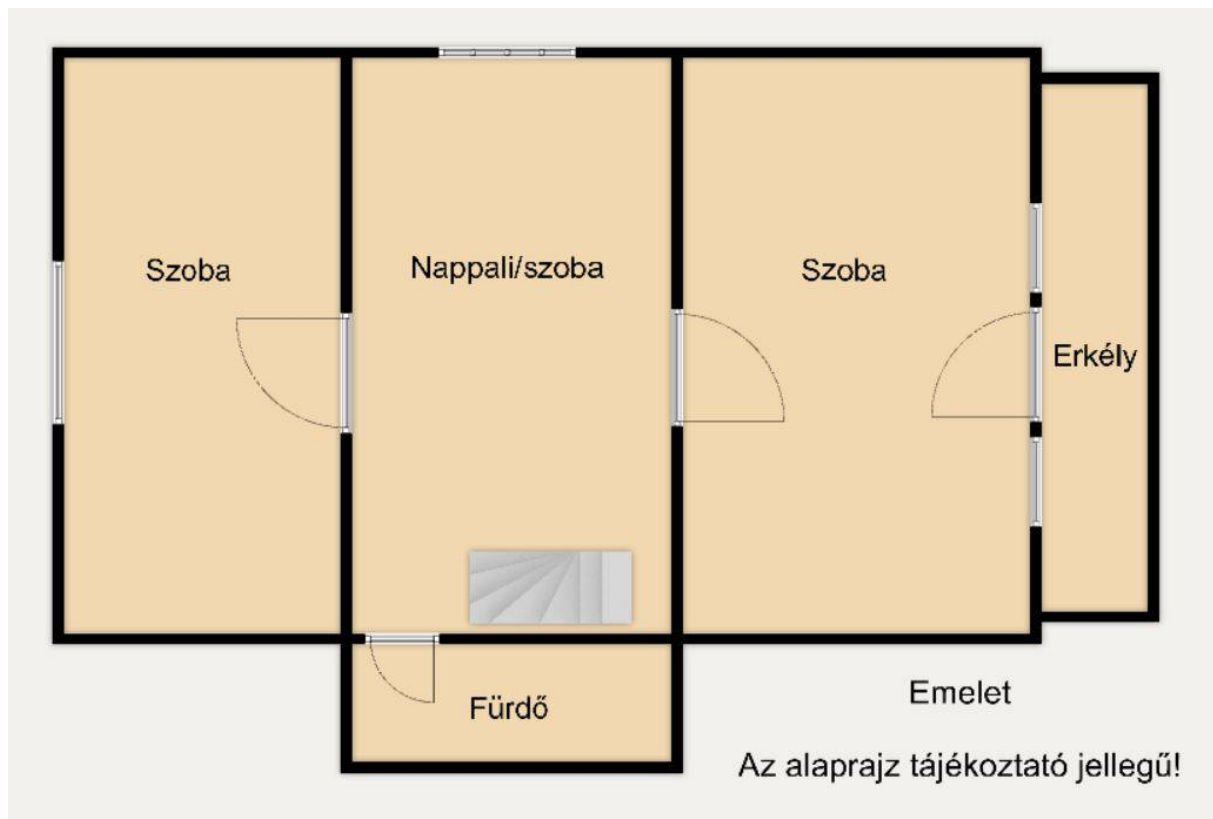 Szoba
Nappali/szoba
Szoba
Erkély
Fürdő
Emelet
Az alaprajz tájékoztató jellegű!